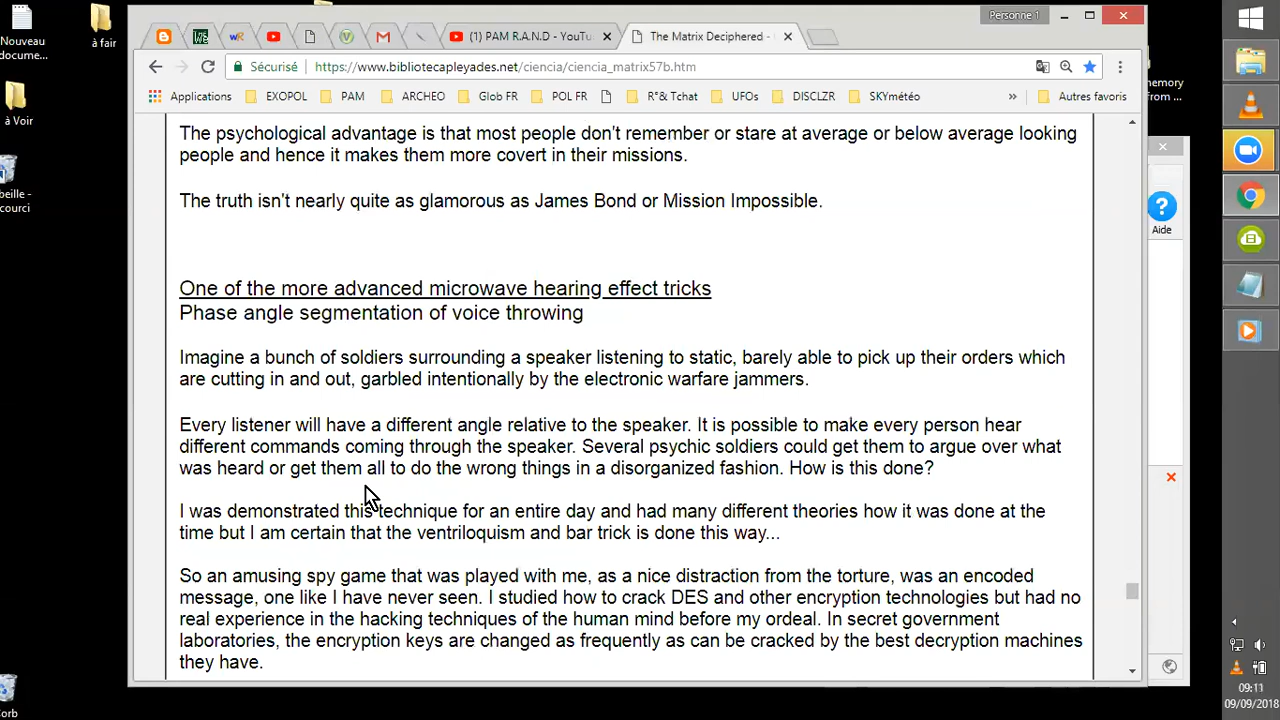 Nouveau
docume...
à fair
à Voir
beille -
courci
Corb
Personne 1
(1) PAM R.A.N.D - YouTu
The Matrix Deciphered -
Sécurisé
https://www.bibliotecapleyades.net/ciencia/ciencia_matrix57b.htm
Applications
EXOPOL
PAM
ARCHEO
Glob FR
POL FR
R°& Tchat
UFOs
DISCLZR
SKYmétéo
»
Autres favoris
The psychological advantage is that most people don't remember or stare at average or below average looking
people and hence it makes them more covert in their missions.
The truth isn't nearly quite as glamorous as James Bond or Mission Impossible.
One of the more advanced microwave hearing effect tricks
Phase angle segmentation of voice throwing
Imagine a bunch of soldiers surrounding a speaker listening to static, barely able to pick up their orders which
are cutting in and out, garbled intentionally by the electronic warfare jammers.
Every listener will have a different angle relative to the speaker. It is possible to make every person hear
different commands coming through the speaker. Several psychic soldiers could get them to argue over what
was heard or get them all to do the wrong things in a disorganized fashion. How is this done?
I was demonstrated this technique for an entire day and had many different theories how it was done at the
time but I am certain that the ventriloquism and bar trick is done this way...
So an amusing spy game that was played with me, as a nice distraction from the torture, was an encoded
message, one like I have never seen. I studied how to crack DES and other encryption technologies but had no
real experience in the hacking techniques of the human mind before my ordeal. In secret government
laboratories, the encryption keys are changed as frequently as can be cracked by the best decryption machines
they have.
memory
from ...
?
Aide
09:11
09/09/2018